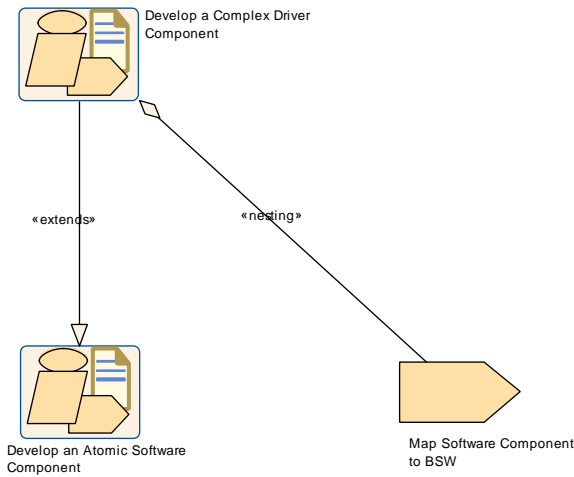 Develop a Complex Driver
Component
«extends»
«nesting»
Develop an Atomic Software
Component
Map Software Component
to BSW